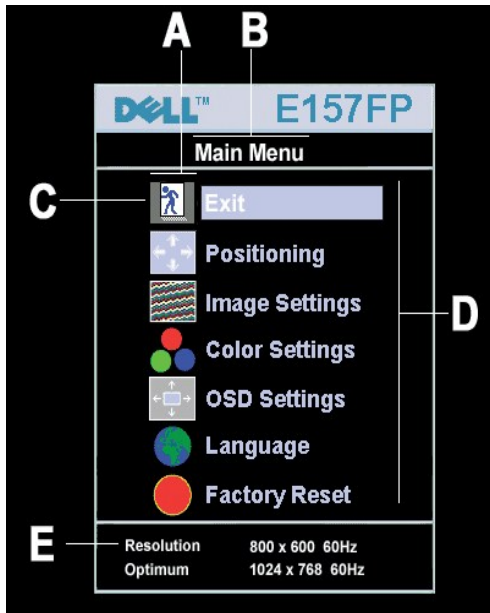 A B
DELL™ E157FP
Main Menu
C Exit
Positioning
Image Settings
D
Color Settings
OSD Settings
Language
Factory Reset
E Resolution 800 x 600 60Hz
Optimum 1024 x 768 60Hz